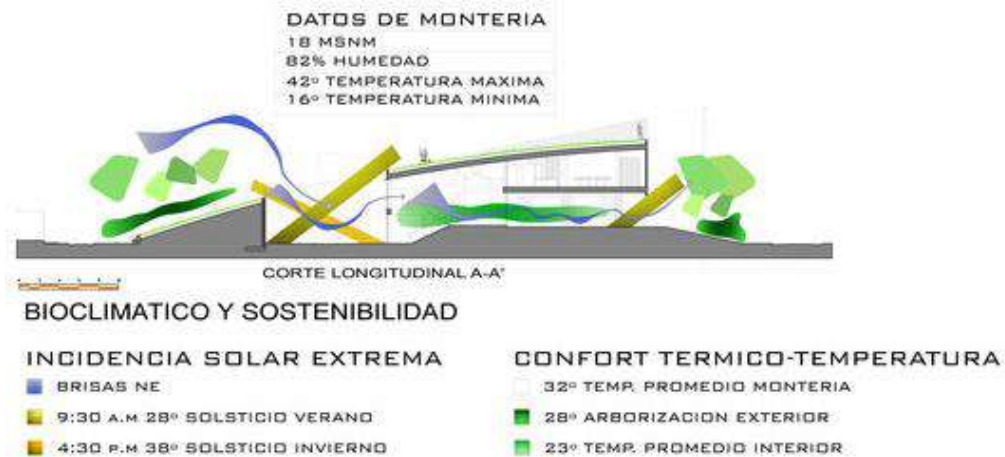 DATOS DE MONTERIA
18 MSNM
82% HUMEDAD
42º TEMPERATURA MAXIMA
16º TEMPERATURA MINIMA
CORTE LONGITUDINAL A-A'
BIOCLIMATICO Y SOSTENIBILIDAD
INCIDENCIA SOLAR EXTREMA
BRISAS NE
9:30 A.M 28º SOLSTICIO VERANO
4:30 P.M 38º SOLSTICIO INVIERNO
CONFORT TERMICO-TEMPERATURA
32º TEMP. PROMEDIO MONTERIA
28º ARBORIZACION EXTERIOR
23º TEMP. PROMEDIO INTERIOR